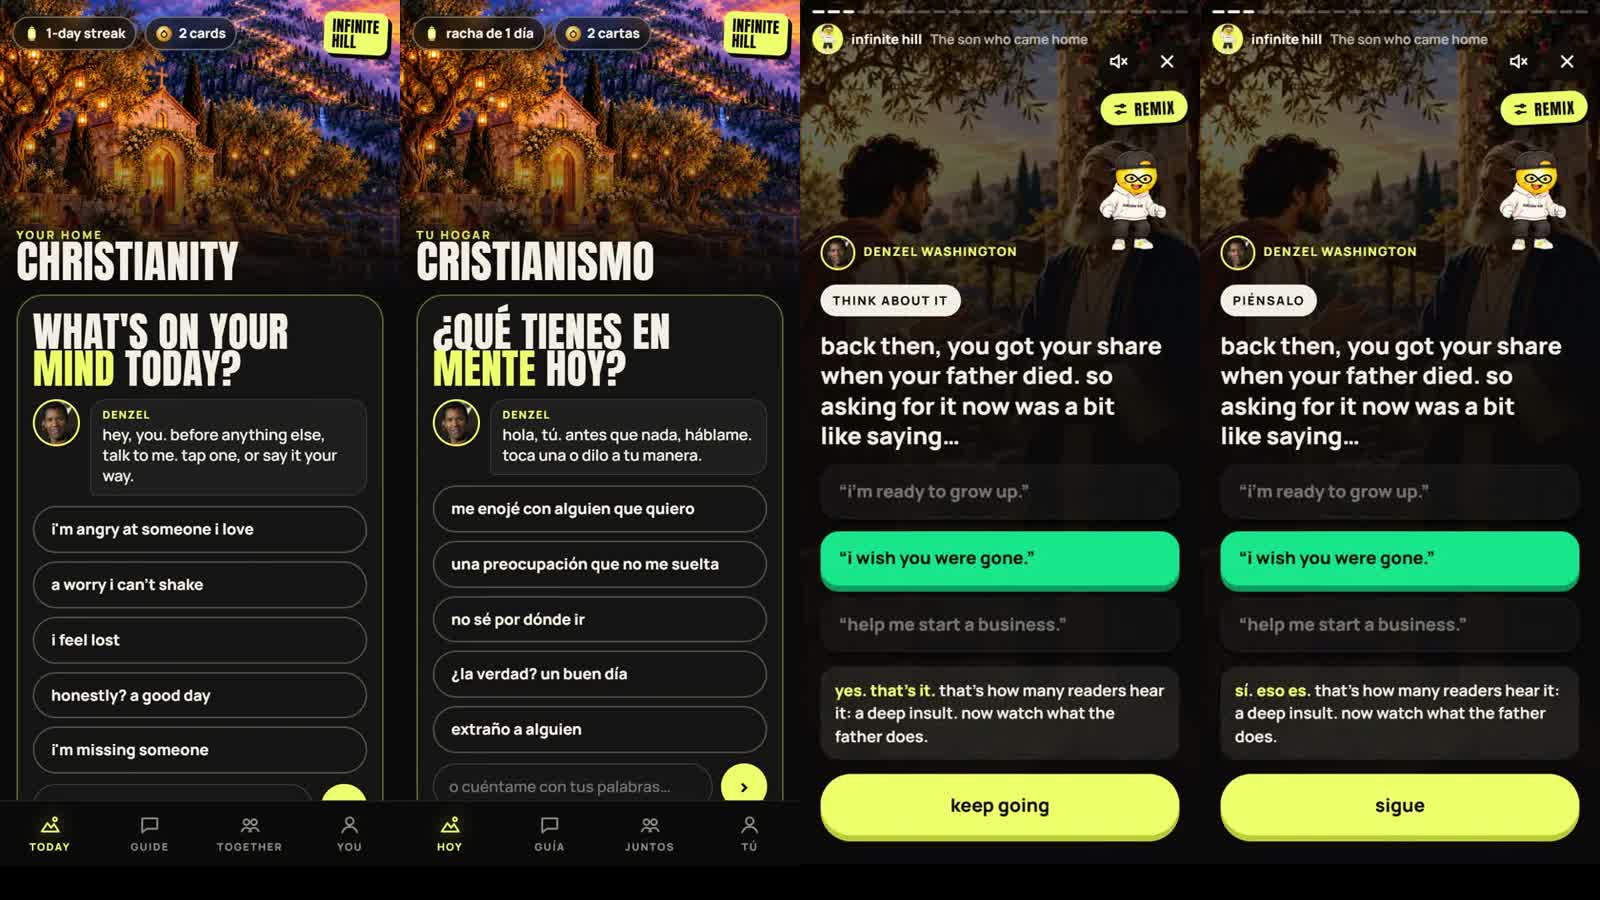 1-day streak
2 cards
INFINITE
HILL
YOUR HOME
CHRISTIANITY
WHAT'S ON YOUR
MIND TODAY?
DENZEL
hey, you. before anything else,
talk to me. tap one, or say it your
way.
i'm angry at someone i love
a worry i can't shake
i feel lost
honestly? a good day
i'm missing someone
TODAY
GUIDE
TOGETHER
YOU
racha de 1 día
2 cartas
INFINITE
HILL
TU HOGAR
CRISTIANISMO
¿QUÉ TIENES EN
MENTE HOY?
DENZEL
hola, tú. antes que nada, háblame.
toca una o dilo a tu manera.
me enojé con alguien que quiero
una preocupación que no me suelta
no sé por dónde ir
¿la verdad? un buen día
extraño a alguien
o cuéntame con tus palabras...
HOY
GUÍA
JUNTOS
TÚ
infinite hill The son who came home
REMIX
DENZEL WASHINGTON
THINK ABOUT IT
back then, you got your share
when your father died. so
asking for it now was a bit
like saying...
“i'm ready to grow up.”
“i wish you were gone.”
“help me start a business.”
yes. that's it. that's how many readers hear
it: a deep insult. now watch what the
father does.
keep going
infinite hill The son who came home
REMIX
DENZEL WASHINGTON
PIÉNSALO
back then, you got your share
when your father died. so
asking for it now was a bit
like saying...
“i'm ready to grow up.”
“i wish you were gone.”
“help me start a business.”
sí. eso es. that's how many readers hear it:
a deep insult. now watch what the father
does.
sigue